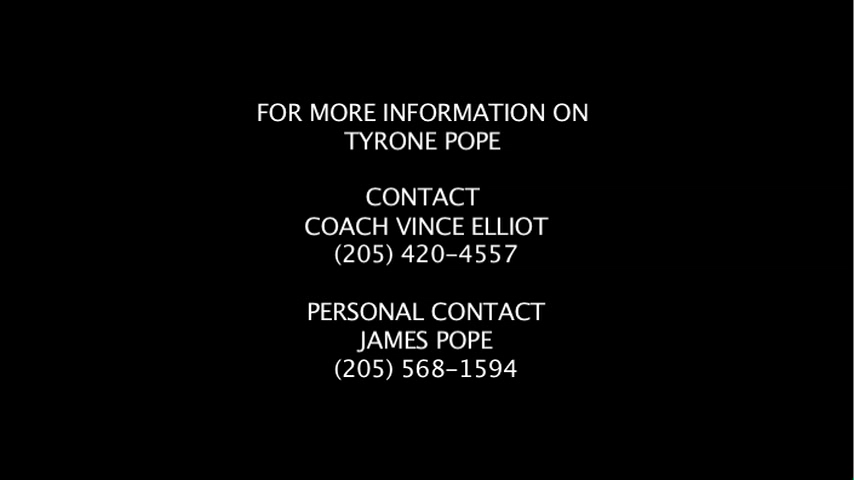 FOR MORE INFORMATION ON
TYRONE POPE
CONTACT
COACH VINCE ELLIOT
(205) 420-4557
PERSONAL CONTACT
JAMES POPE
(205) 568-1594